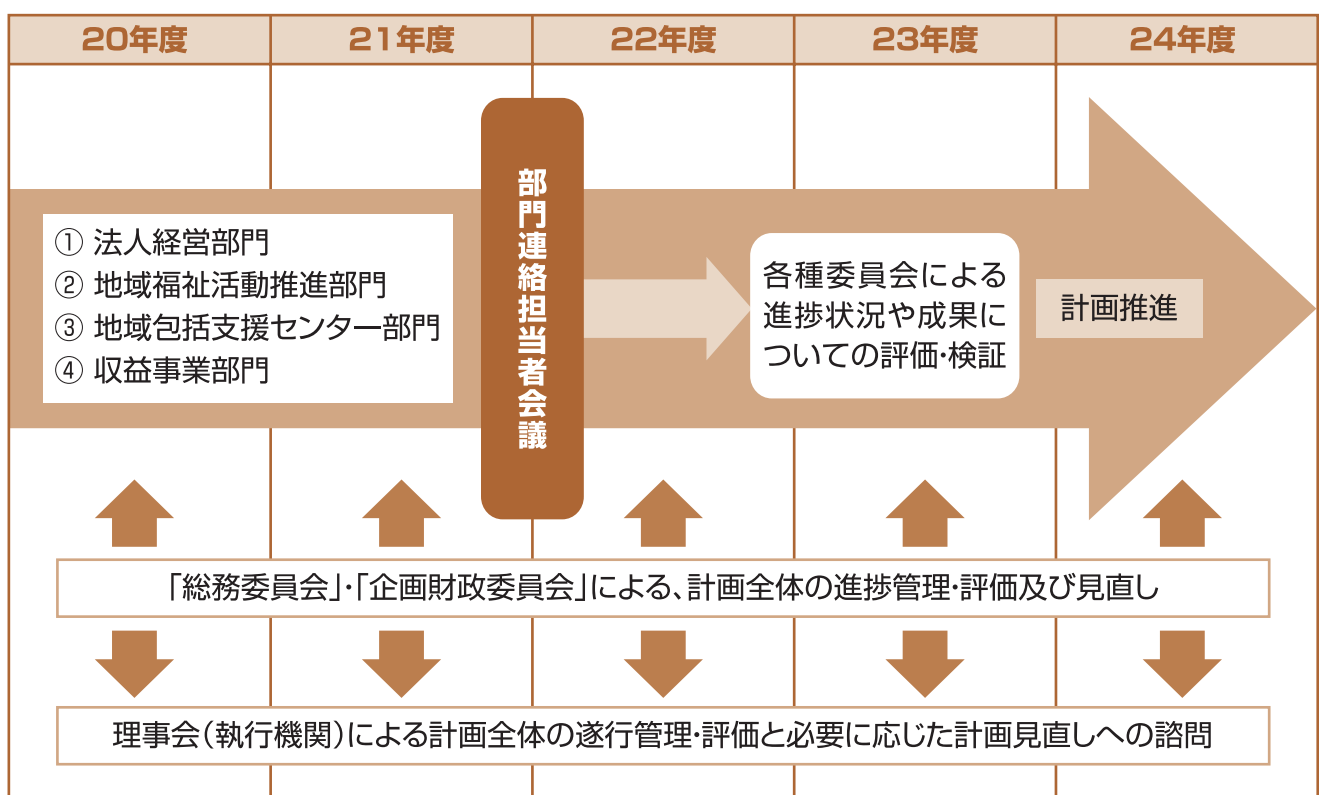 20年度
21年度
22年度
23年度
24年度
① 法人経営部門
② 地域福祉活動推進部門
③ 地域包括支援センター部門
④ 収益事業部門
部門連絡担当者会議
各種委員会による
進捗状況や成果に
ついての評価・検証
計画推進
「総務委員会」・「企画財政委員会」による、計画全体の進捗管理・評価及び見直し
理事会（執行機関）による計画全体の遂行管理・評価と必要に応じた計画見直しへの諮問